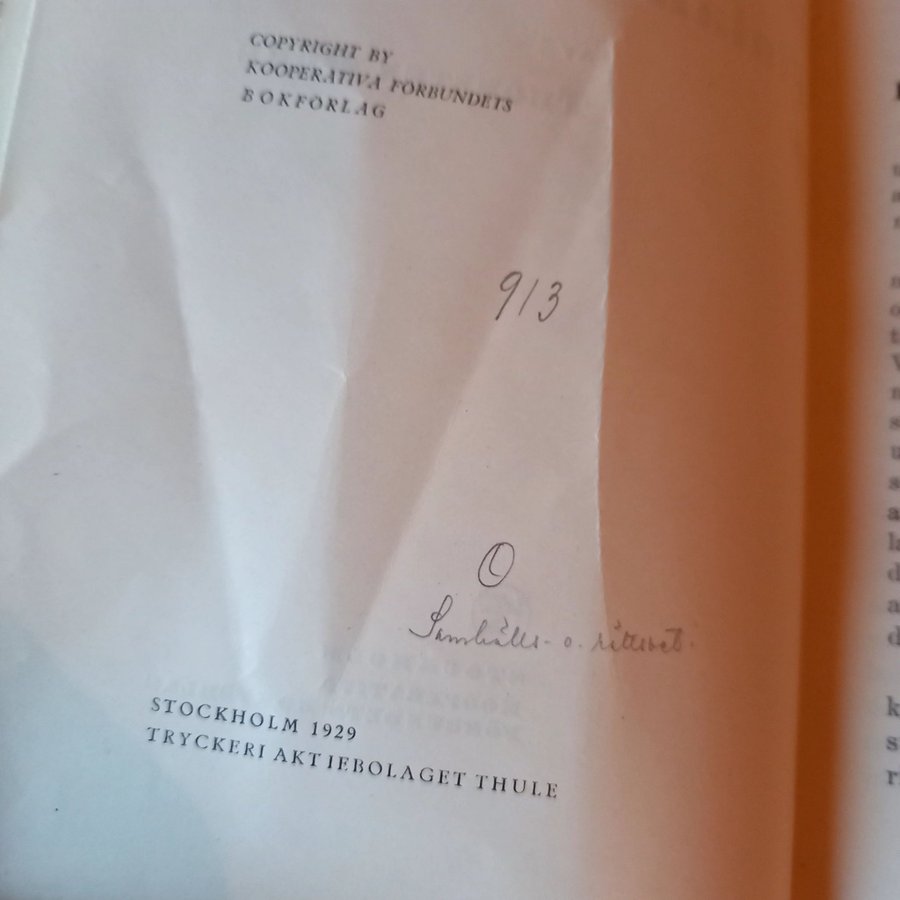 COPYRIGHT BY
KOOPERATIVA FÖRBUNDETS
BOKFÖRLAG
913
O
Samhälls- o. rättsvet.
STOCKHOLM 1929
TRYCKERI AKTIEBOLAGET THULE